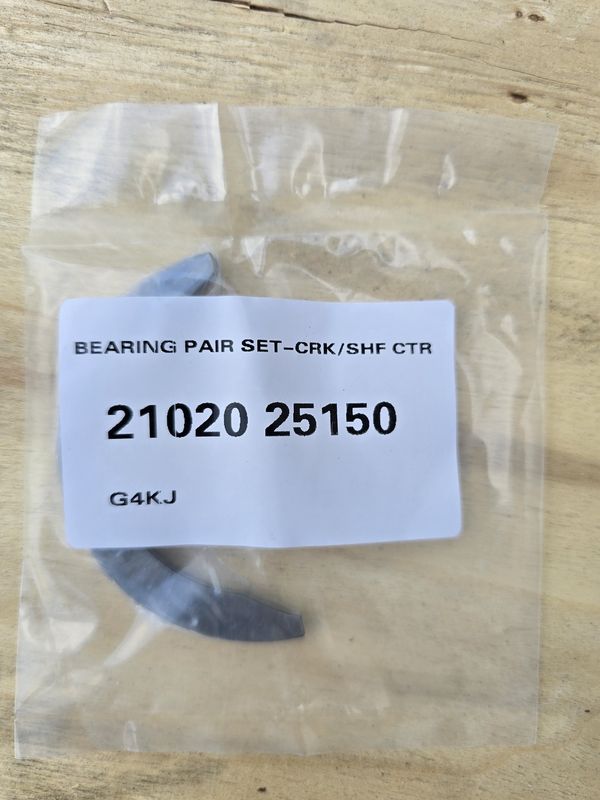 BEARING PAIR SET-CRK/SHF CTR
21020 25150
G4KJ